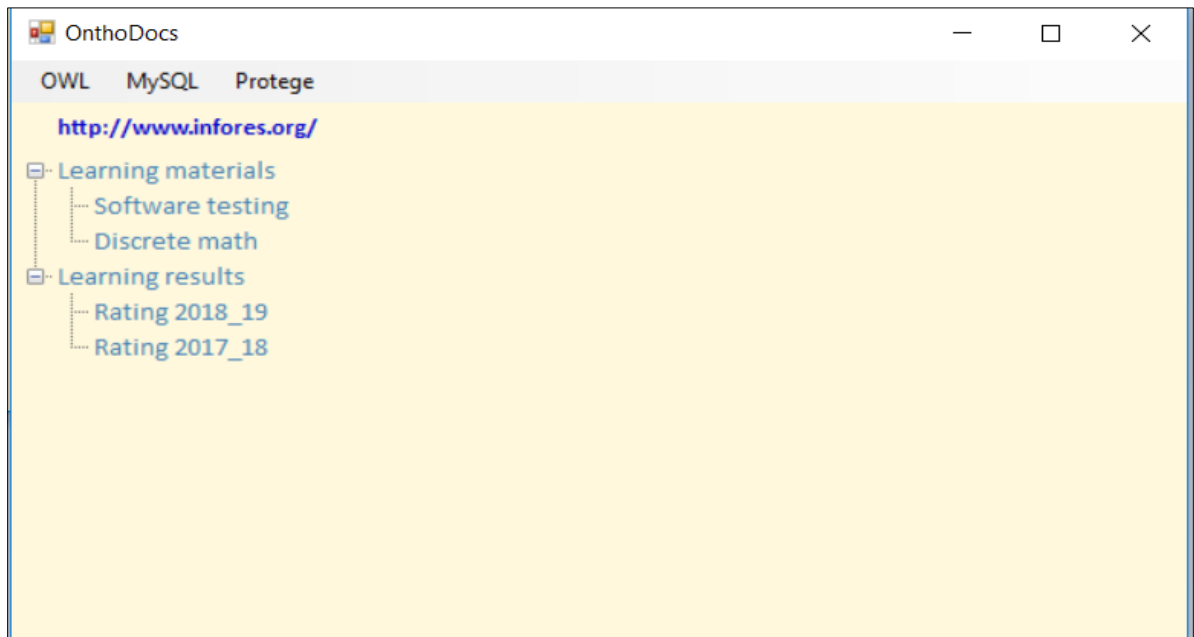 OnthoDocs
OWL MySQL Protege
http://www.infores.org/
Learning materials
Software testing
Discrete math
Learning results
Rating 2018_19
Rating 2017_18